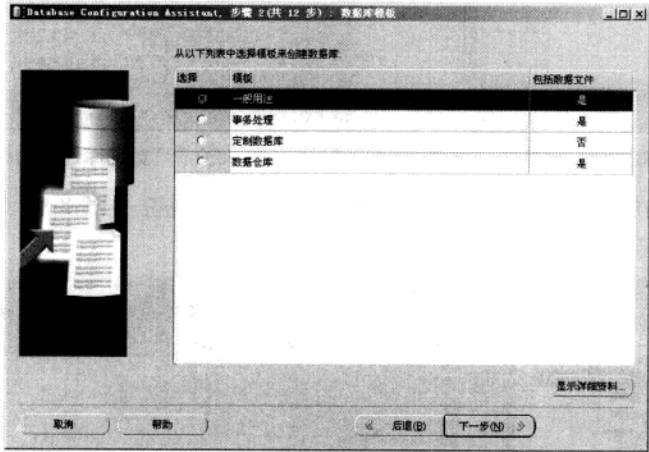 Database Configuration Assistant, 步骤 2(共 12 步) : 数据库模板
从以下列表中选择模板来创建数据库:
选择 模板 包括数据文件
一般用途 是
事务处理 是
定制数据库 否
数据仓库 是
显示详细资料...
取消 帮助 后退(B) 下一步(N)